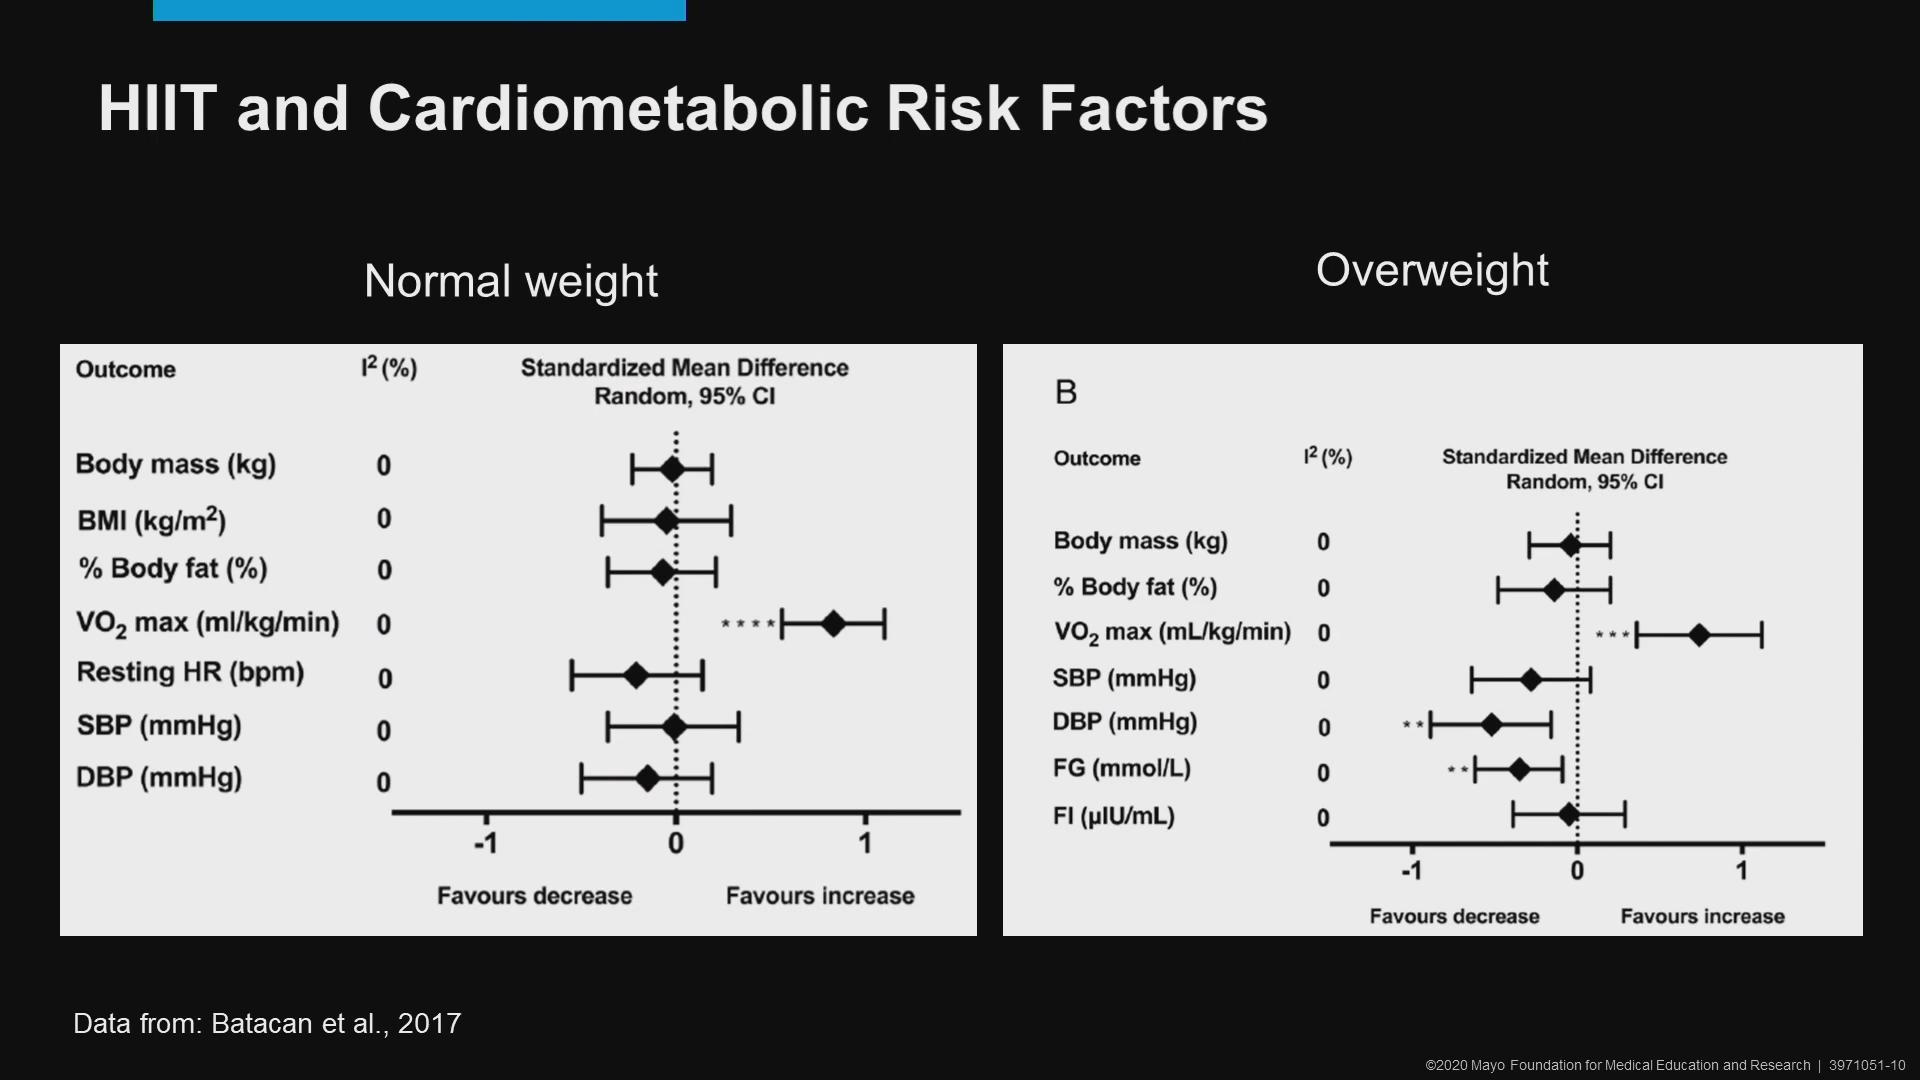 HIIT and Cardiometabolic Risk Factors
Normal weight
Outcome I² (%) Standardized Mean Difference
Random, 95% CI
Body mass (kg) 0
BMI (kg/m²) 0
% Body fat (%) 0
VO₂ max (ml/kg/min) 0 ****
Resting HR (bpm) 0
SBP (mmHg) 0
DBP (mmHg) 0
-1 0 1
Favours decrease Favours increase
Overweight
B
Outcome I² (%) Standardized Mean Difference
Random, 95% CI
Body mass (kg) 0
% Body fat (%) 0
VO₂ max (mL/kg/min) 0 ***
SBP (mmHg) 0
DBP (mmHg) 0 **
FG (mmol/L) 0 **
FI (µIU/mL) 0
-1 0 1
Favours decrease Favours increase
Data from: Batacan et al., 2017
©2020 Mayo Foundation for Medical Education and Research | 3971051-10